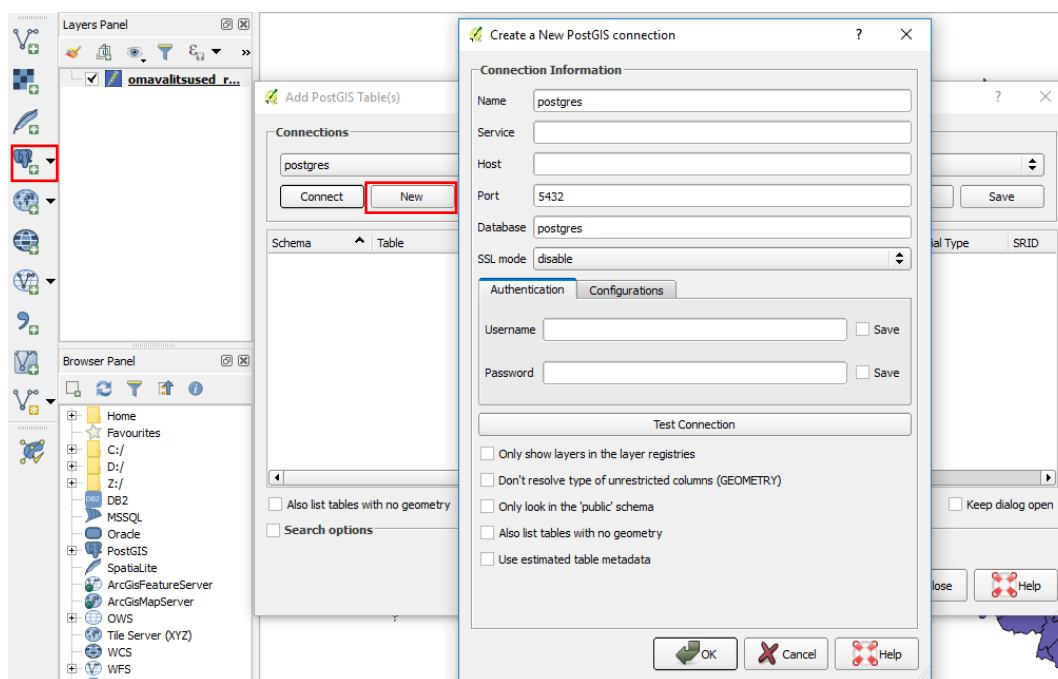 Layers Panel
omavalitsused_r...
Add PostGIS Table(s)
? ×
Connections
postgres
Connect
New
Save
Schema
Table
SRID
Also list tables with no geometry
Keep dialog open
Search options
Help
Browser Panel
Home
Favourites
C:/
D:/
Z:/
DB2
DB2
MSSQL
Oracle
PostGIS
SpatiaLite
ArcGisFeatureServer
ArcGisMapServer
OWS
Tile Server (XYZ)
WCS
WFS
Create a New PostGIS connection
? ×
Connection Information
Name postgres
Service
Host
Port 5432
Database postgres
SSL mode disable
Authentication Configurations
Username Save
Password Save
Test Connection
Only show layers in the layer registries
Don't resolve type of unrestricted columns (GEOMETRY)
Only look in the 'public' schema
Also list tables with no geometry
Use estimated table metadata
OK Cancel Help